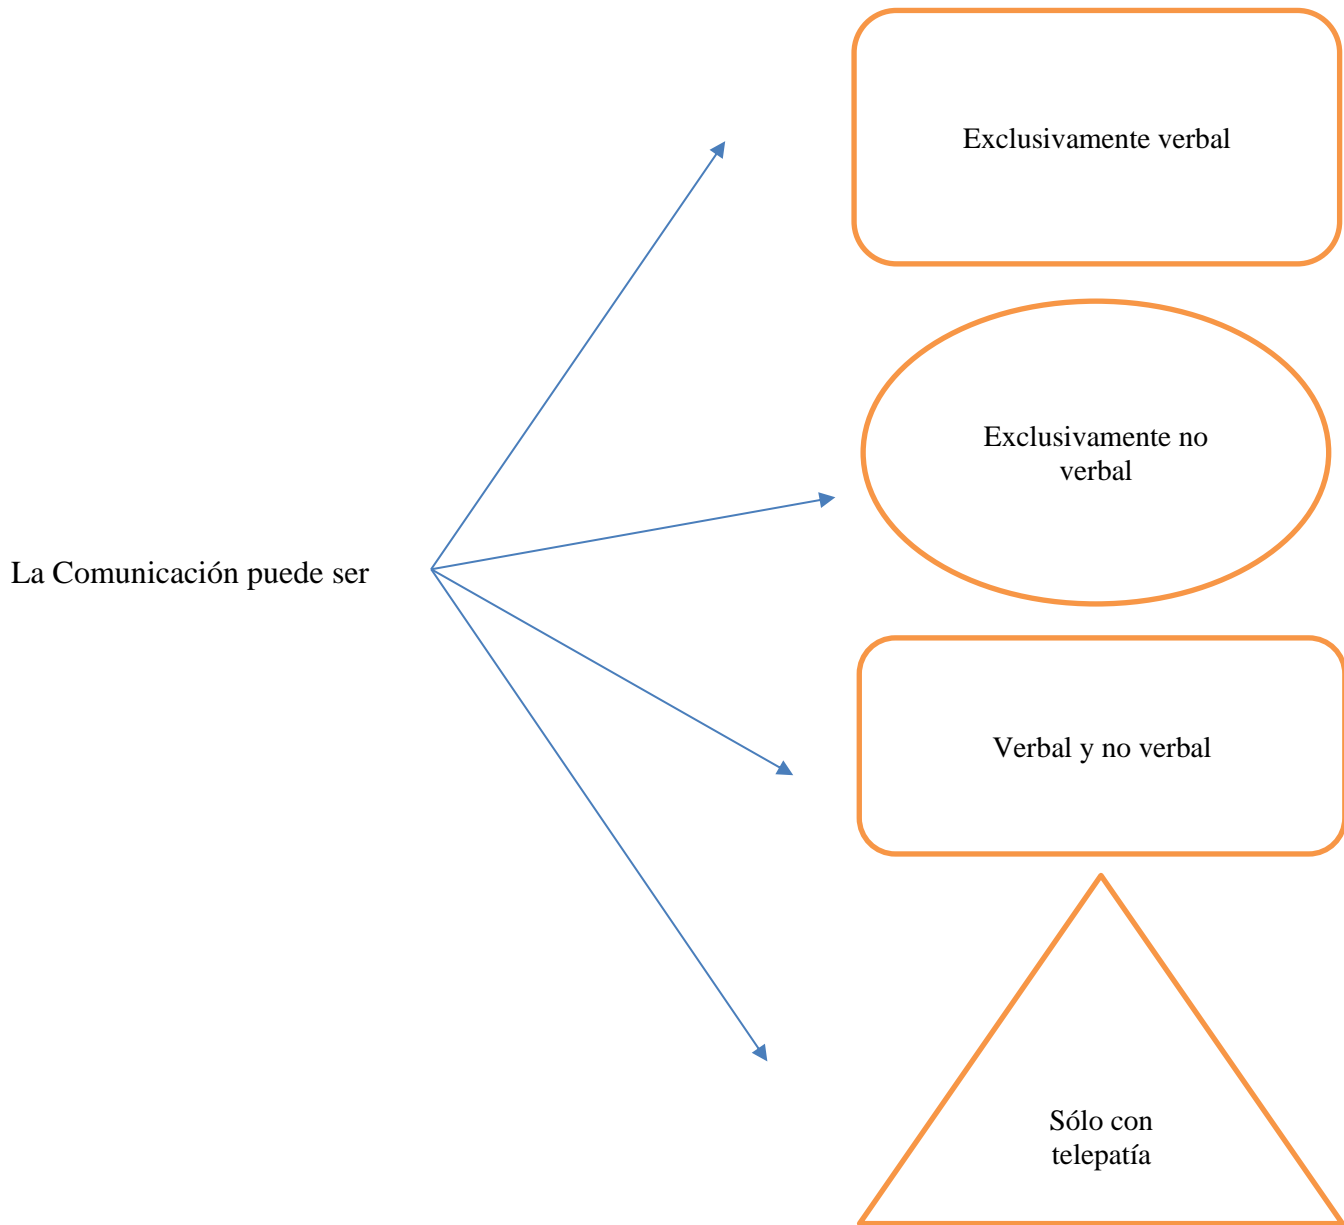 Exclusivamente verbal
Exclusivamente no
verbal
La Comunicación puede ser
Verbal y no verbal
Sólo con
telepatía